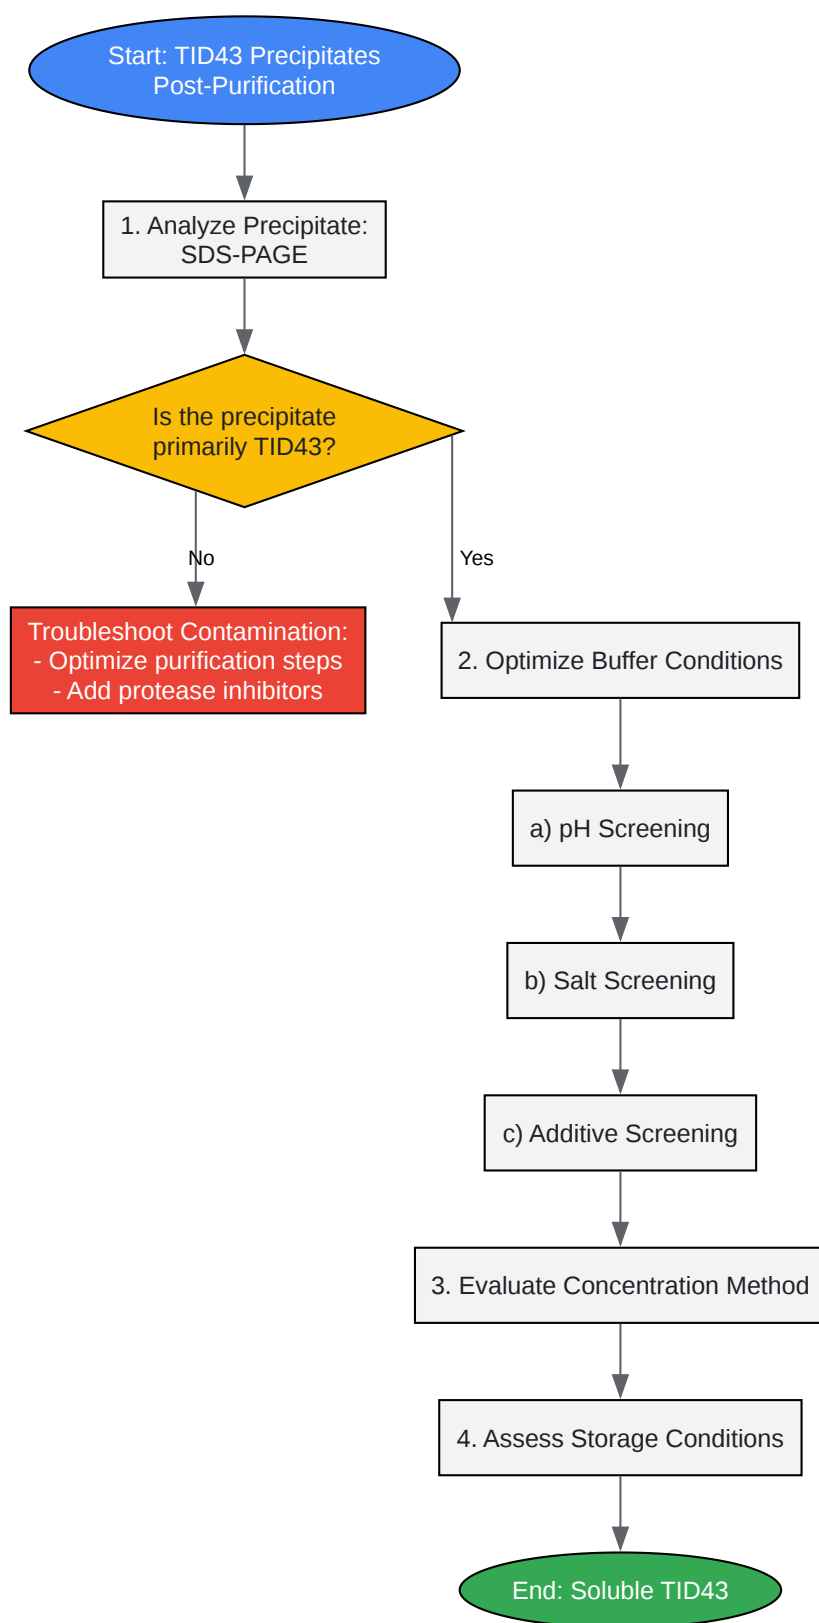 Start: TID43 Precipitates
Post-Purification
1. Analyze Precipitate:
SDS-PAGE
Is the precipitate
primarily TID43?
No
Yes
Troubleshoot Contamination:
- Optimize purification steps
- Add protease inhibitors
2. Optimize Buffer Conditions
a) pH Screening
b) Salt Screening
c) Additive Screening
3. Evaluate Concentration Method
4. Assess Storage Conditions
End: Soluble TID43